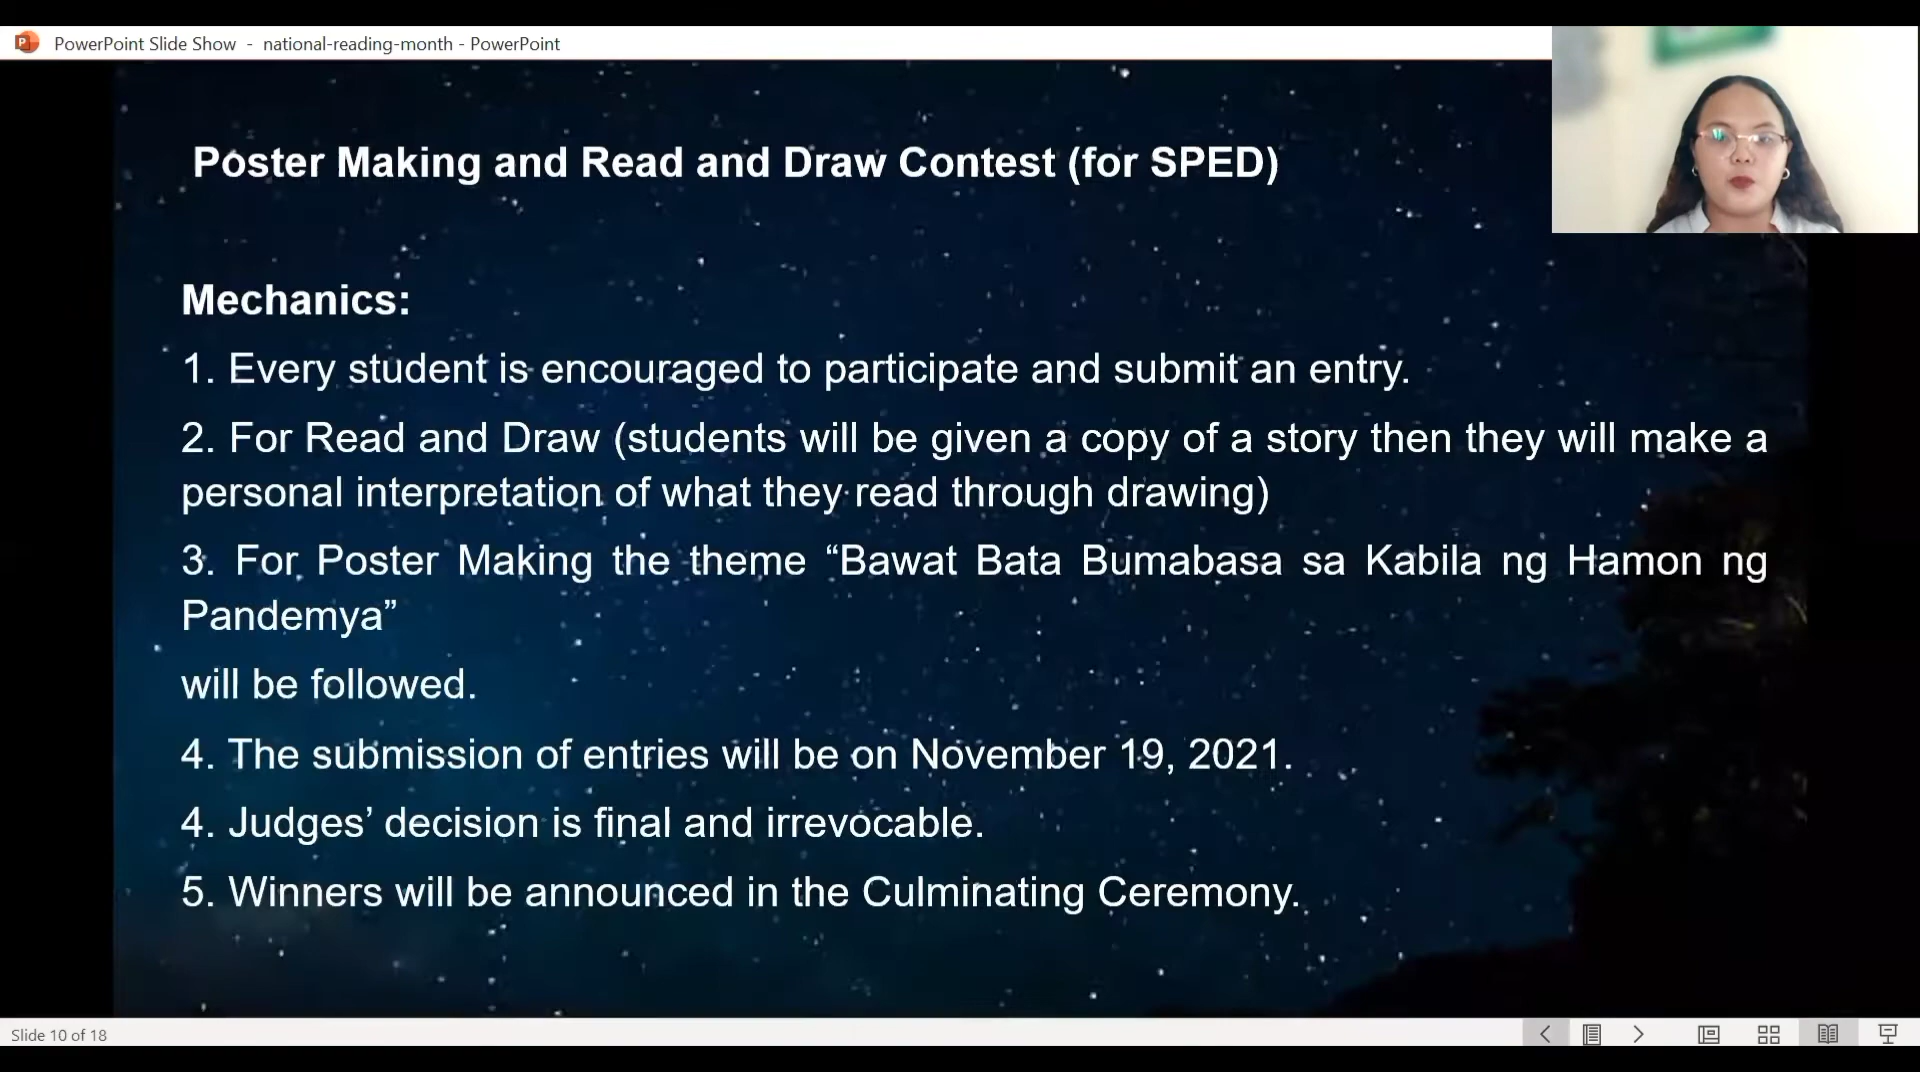 PowerPoint Slide Show - national-reading-month - PowerPoint
Poster Making and Read and Draw Contest (for SPED)
Mechanics:
1. Every student is encouraged to participate and submit an entry.
2. For Read and Draw (students will be given a copy of a story then they will make a
personal interpretation of what they read through drawing)
3. For Poster Making the theme “Bawat Bata Bumabasa sa Kabila ng Hamon ng
Pandemya”
will be followed.
4. The submission of entries will be on November 19, 2021.
4. Judges’ decision is final and irrevocable.
5. Winners will be announced in the Culminating Ceremony.
Slide 10 of 18